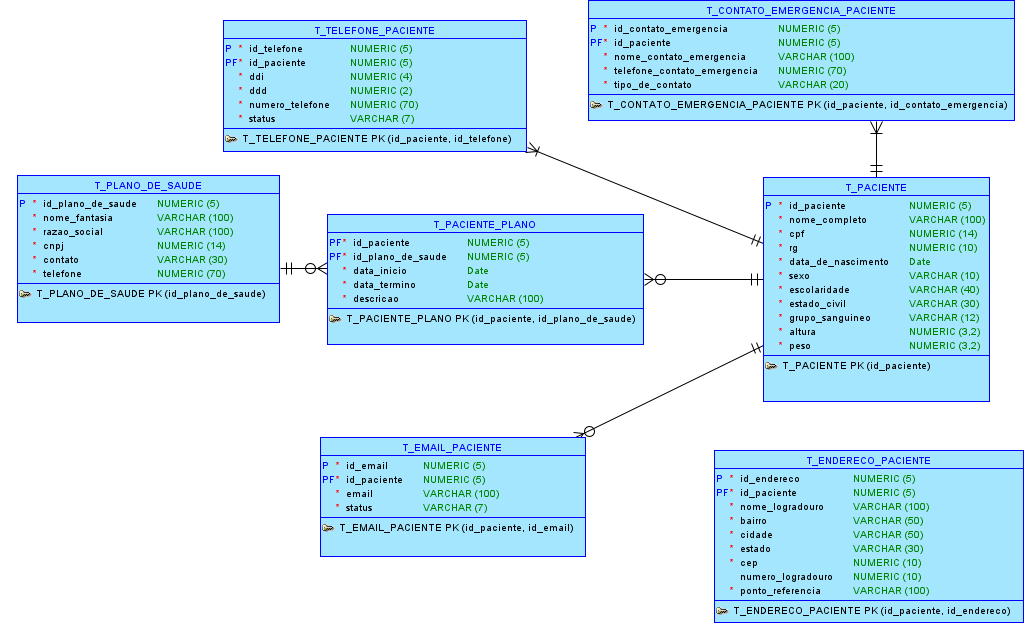 T_TELEFONE_PACIENTE
P * id_telefone NUMERIC (5)
PF* id_paciente NUMERIC (5)
* ddi NUMERIC (4)
* ddd NUMERIC (2)
* numero_telefone NUMERIC (70)
* status VARCHAR (7)
T_TELEFONE_PACIENTE PK (id_paciente, id_telefone)
T_CONTATO_EMERGENCIA_PACIENTE
P * id_contato_emergencia NUMERIC (5)
PF* id_paciente NUMERIC (5)
* nome_contato_emergencia VARCHAR (100)
* telefone_contato_emergencia NUMERIC (70)
* tipo_de_contato VARCHAR (20)
T_CONTATO_EMERGENCIA_PACIENTE PK (id_paciente, id_contato_emergencia)
T_PLANO_DE_SAUDE
P * id_plano_de_saude NUMERIC (5)
* nome_fantasia VARCHAR (100)
* razao_social VARCHAR (100)
* cnpj NUMERIC (14)
* contato VARCHAR (30)
* telefone NUMERIC (70)
T_PLANO_DE_SAUDE PK (id_plano_de_saude)
T_PACIENTE_PLANO
PF* id_paciente NUMERIC (5)
PF* id_plano_de_saude NUMERIC (5)
* data_inicio Date
* data_termino Date
* descricao VARCHAR (100)
T_PACIENTE_PLANO PK (id_paciente, id_plano_de_saude)
T_PACIENTE
P * id_paciente NUMERIC (5)
* nome_completo VARCHAR (100)
* cpf NUMERIC (14)
* rg NUMERIC (10)
* data_de_nascimento Date
* sexo VARCHAR (10)
* escolaridade VARCHAR (40)
* estado_civil VARCHAR (30)
* grupo_sanguineo VARCHAR (12)
* altura NUMERIC (3,2)
* peso NUMERIC (3,2)
T_PACIENTE PK (id_paciente)
T_EMAIL_PACIENTE
P * id_email NUMERIC (5)
PF* id_paciente NUMERIC (5)
* email VARCHAR (100)
* status VARCHAR (7)
T_EMAIL_PACIENTE PK (id_paciente, id_email)
T_ENDERECO_PACIENTE
P * id_endereco NUMERIC (5)
PF* id_paciente NUMERIC (5)
* nome_logradouro VARCHAR (100)
* bairro VARCHAR (50)
* cidade VARCHAR (50)
* estado VARCHAR (30)
* cep NUMERIC (10)
numero_logradouro NUMERIC (10)
* ponto_referencia VARCHAR (100)
T_ENDERECO_PACIENTE PK (id_paciente, id_endereco)